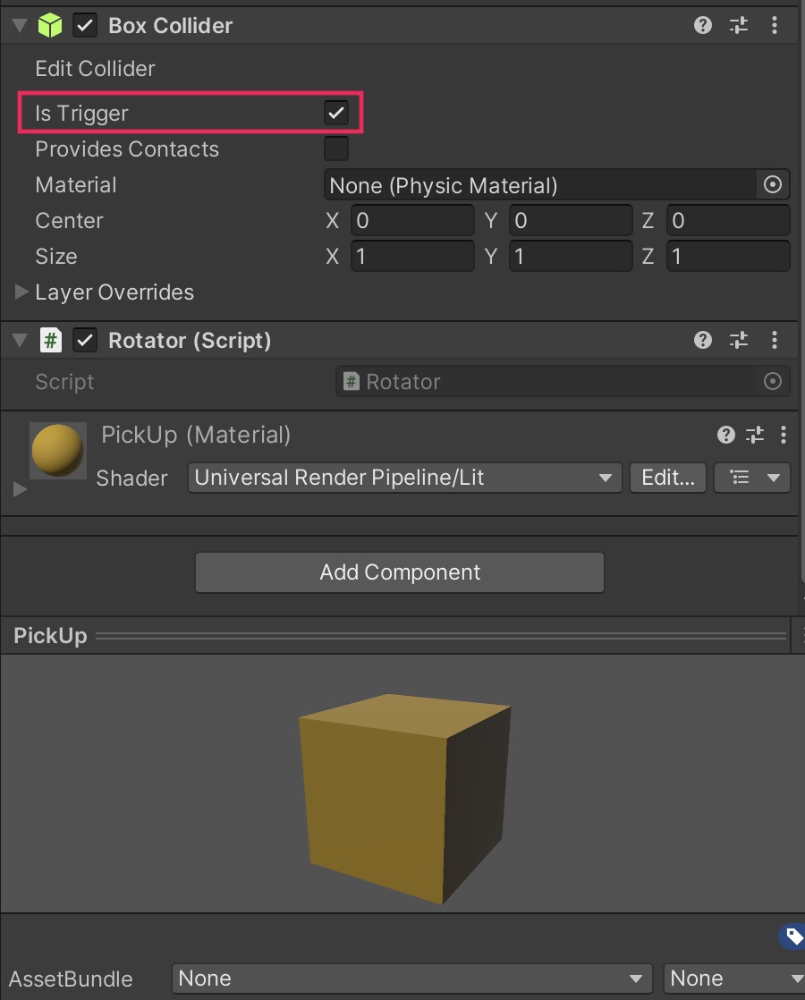 Box Collider
Edit Collider
Is Trigger
Provides Contacts
Material None (Physic Material)
Center X 0 Y 0 Z 0
Size X 1 Y 1 Z 1
Layer Overrides
# Rotator (Script)
Script # Rotator
PickUp (Material)
Shader Universal Render Pipeline/Lit Edit...
Add Component
PickUp
AssetBundle None None